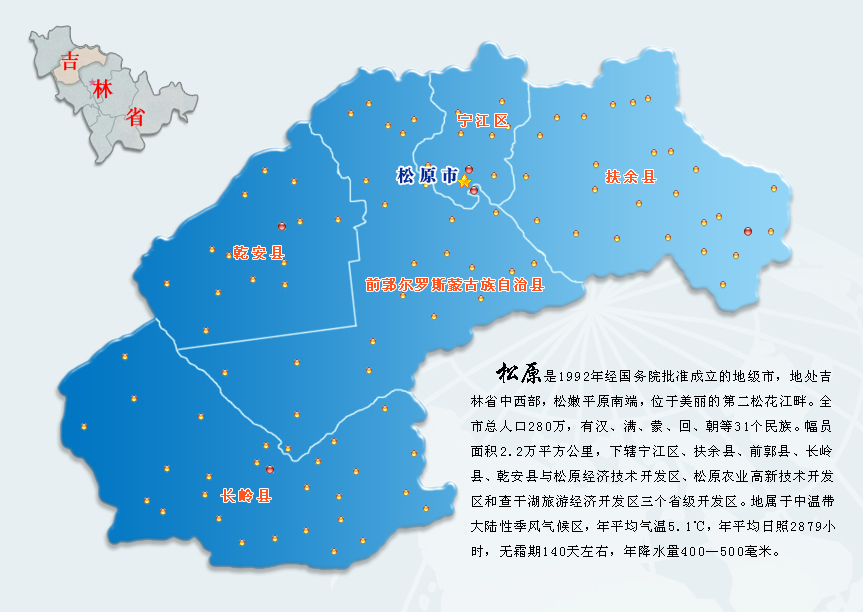 吉
林
省
宁江区
松原市
扶余县
乾安县
前郭尔罗斯蒙古族自治县
长岭县
松原是1992年经国务院批准成立的地级市，地处吉
林省中西部，松嫩平原南端，位于美丽的第二松花江畔。全
市总人口280万，有汉、满、蒙、回、朝等31个民族。幅员
面积2.2万平方公里，下辖宁江区、扶余县、前郭县、长岭
县、乾安县与松原经济技术开发区、松原农业高新技术开发
区和查干湖旅游经济开发区三个省级开发区。地属于中温带
大陆性季风气候区，年平均气温5.1℃，年平均日照2879小
时，无霜期140天左右，年降水量400—500毫米。